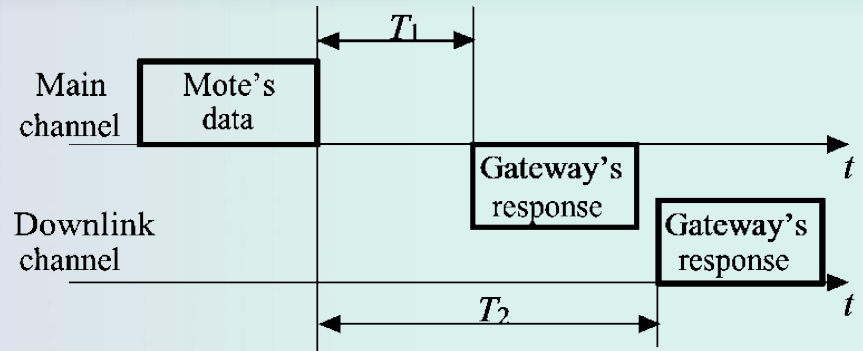 T1
Main
channel
Mote's
data
t
Gateway's
response
Downlink
channel
Gateway's
response
t
T2